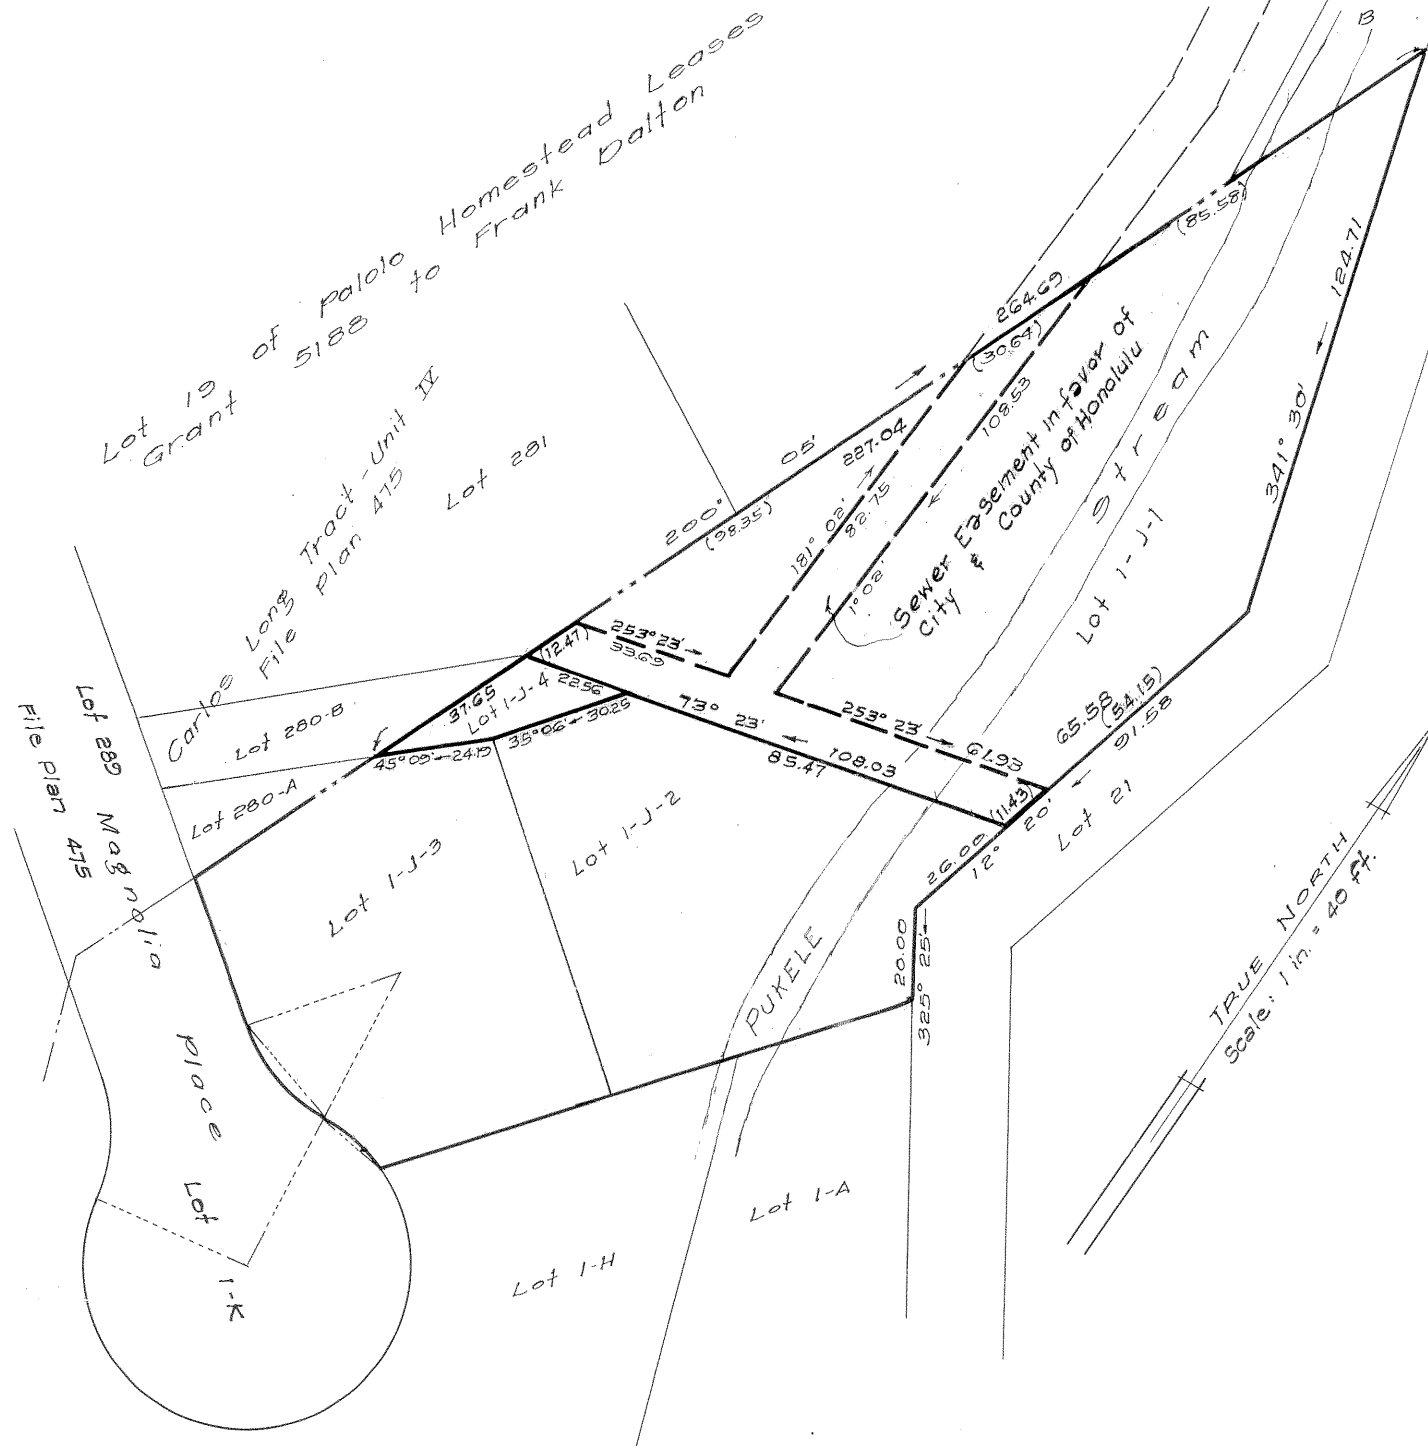 B
Lot 19 of Palolo Homestead Leases
Grant 5188 to Frank Dalton
Carlos Long Tract - Unit IV
File Plan 475
Lot 281
200° 05'
(98.35)
227.04
264.69
(30.64)
(85.58)
124.71
341° 30'
181° 02'
82.75
108.53
1° 02'
Sewer Easement in favor of
City & County of Honolulu
Stream
Lot 1-J-1
253° 23'
33.69
(12.47)
37.65
Lot 1-J-4
22.56
45°09' 24.19
35°06' 30.25
73° 23'
108.03
85.47
253° 23'
61.93
(11.43)
65.58
(54.15)
91.58
26.00
12° 20'
Lot 21
20.00
325° 25'
Lot 280-B
Lot 280-A
Lot 289 Magnolia Place Lot 1-K
File Plan 475
Lot 1-J-3
Lot 1-J-2
PUKELE
Lot 1-A
Lot 1-H
TRUE NORTH
Scale: 1 in. = 40 ft.